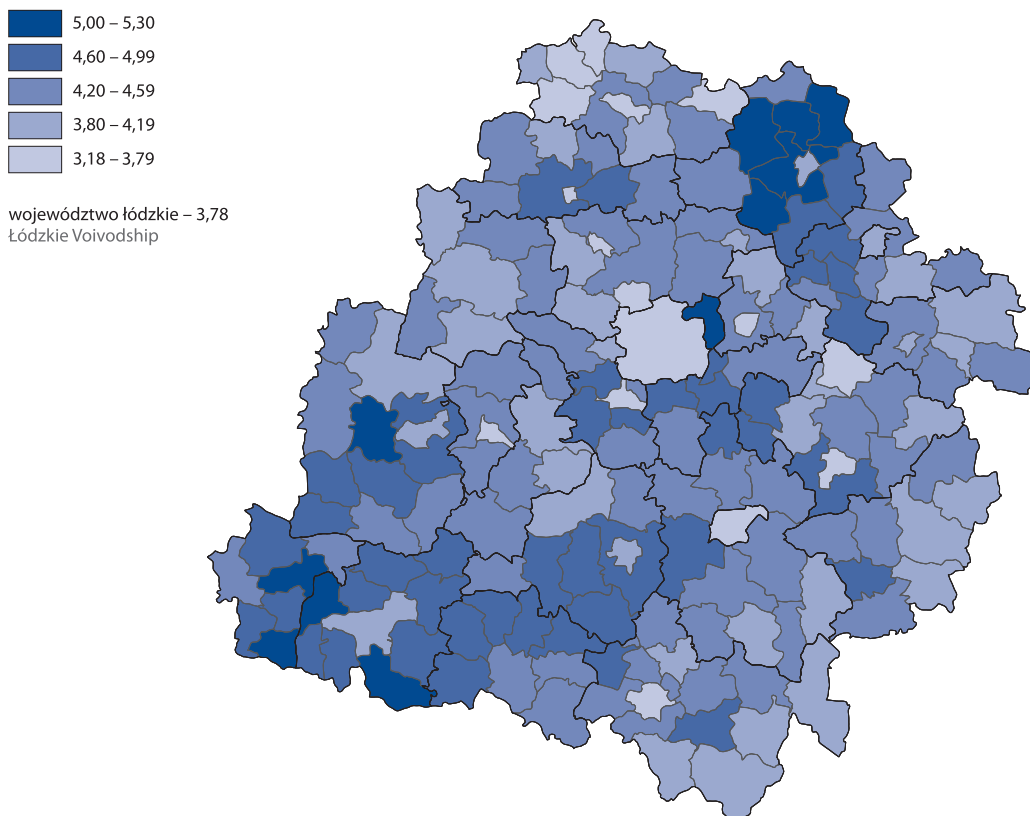 5,00 – 5,30
4,60 – 4,99
4,20 – 4,59
3,80 – 4,19
3,18 – 3,79
województwo łódzkie – 3,78
Łódzkie Voivodship